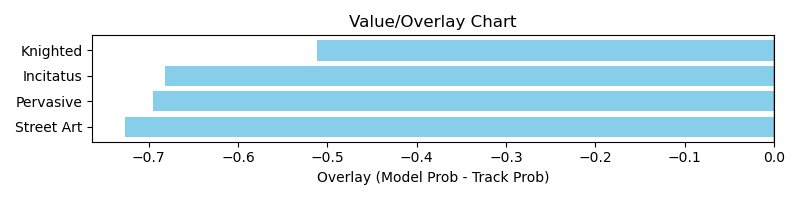 Value/Overlay Chart
Knighted
Incitatus
Pervasive
Street Art
−0.7 −0.6 −0.5 −0.4 −0.3 −0.2 −0.1 0.0
Overlay (Model Prob - Track Prob)